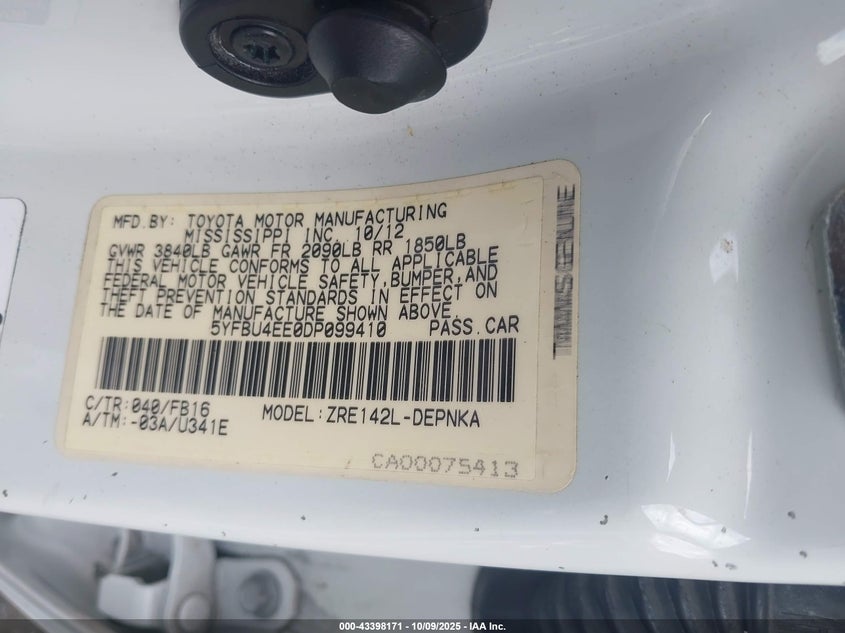 MFD.BY: TOYOTA MOTOR MANUFACTURING
MISSISSIPPI INC. 10/12
GVWR 3840LB GAWR FR 2090LB RR 1850LB
THIS VEHICLE CONFORMS TO ALL APPLICABLE
FEDERAL MOTOR VEHICLE SAFETY,BUMPER,AND
THEFT PREVENTION STANDARDS IN EFFECT ON
THE DATE OF MANUFACTURE SHOWN ABOVE.
5YFBU4EE0DP099410 PASS.CAR
C/TR:040/FB16 MODEL:ZRE142L-DEPNKA
A/TM:-03A/U341E
CA00075413
000-43398171 - 10/09/2025 - IAA, Inc.